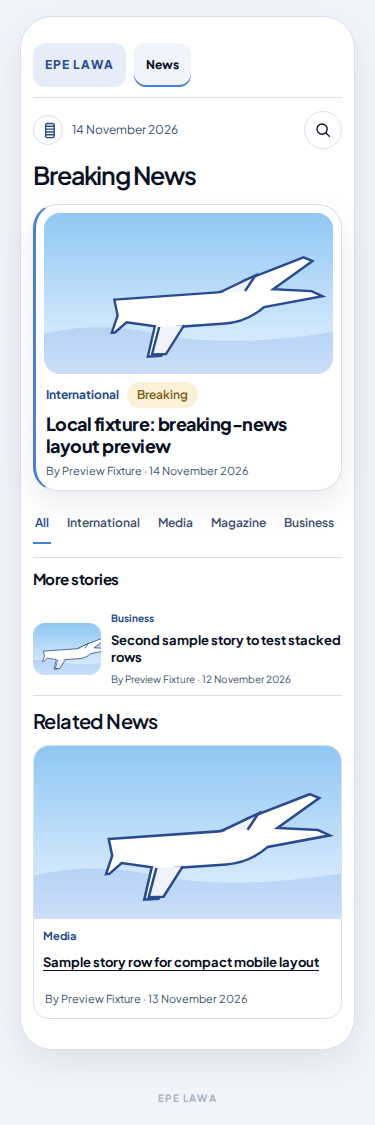 EPE LAWA News
14 November 2026
Breaking News
International Breaking
Local fixture: breaking-news
layout preview
By Preview Fixture · 14 November 2026
All International Media Magazine Business
More stories
Business
Second sample story to test stacked
rows
By Preview Fixture · 12 November 2026
Related News
Media
Sample story row for compact mobile layout
By Preview Fixture · 13 November 2026
EPE LAWA